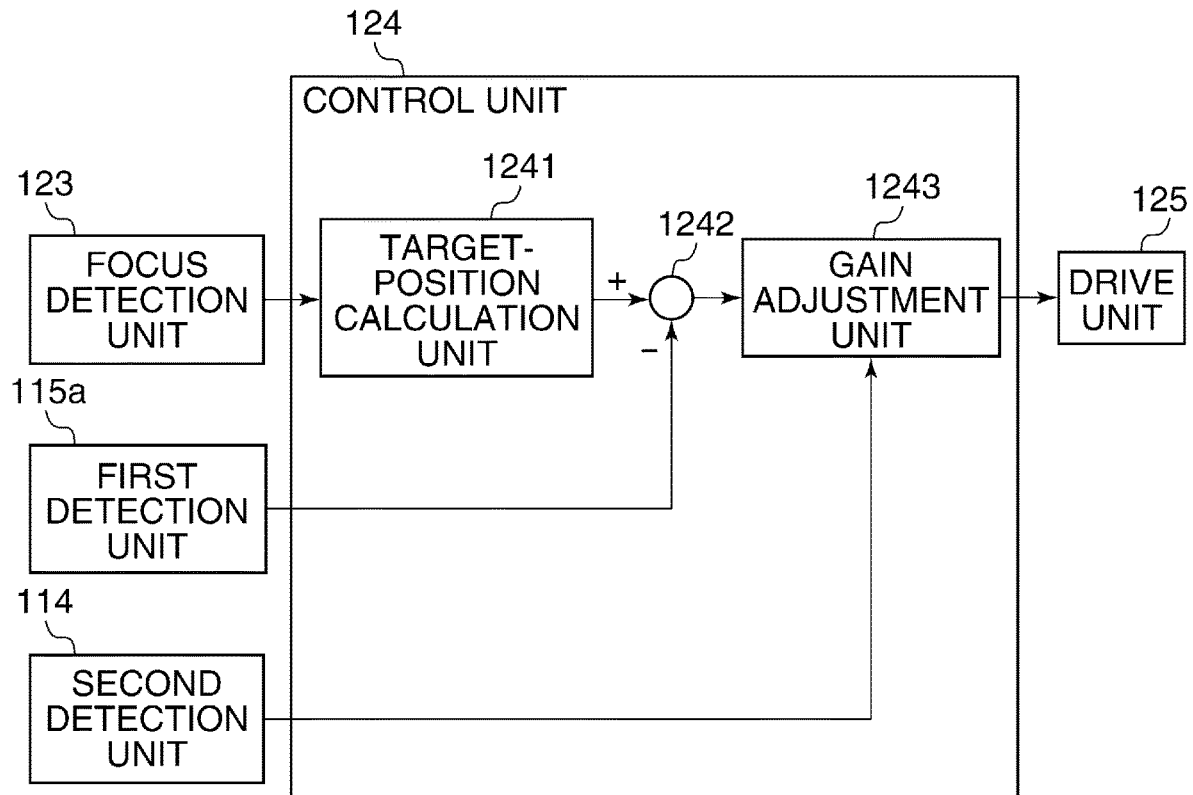 124
CONTROL UNIT
123
FOCUS
DETECTION
UNIT
1241
TARGET-
POSITION
CALCULATION
UNIT
1242
+
−
1243
GAIN
ADJUSTMENT
UNIT
125
DRIVE
UNIT
115a
FIRST
DETECTION
UNIT
114
SECOND
DETECTION
UNIT